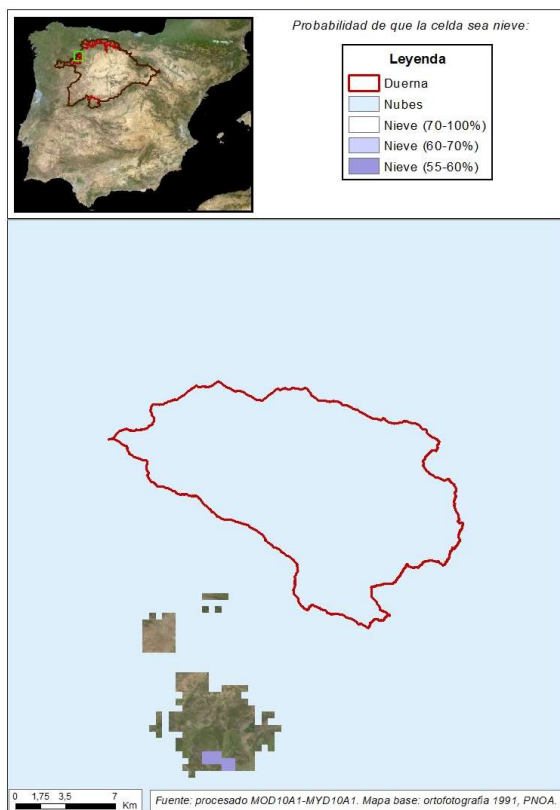 Probabilidad de que la celda sea nieve:
Leyenda
Duerna
Nubes
Nieve (70-100%)
Nieve (60-70%)
Nieve (55-60%)
0 1,75 3,5 7
Km
Fuente: procesado MOD10A1-MYD10A1. Mapa base: ortofotografía 1991, PNOA